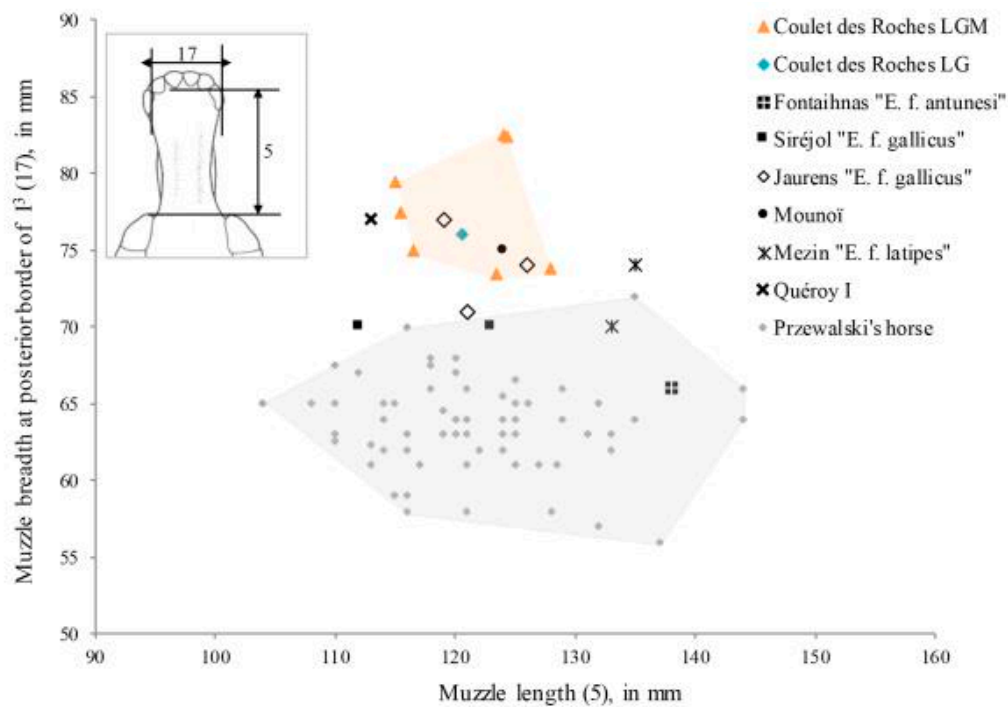 90
85
80
75
70
65
60
55
50
Muzzle breadth at posterior border of I³ (17), in mm
17
5
Coulet des Roches LGM
Coulet des Roches LG
Fontaihnas "E. f. antunesi"
Siréjol "E. f. gallicus"
Jaurens "E. f. gallicus"
Mounoï
Mezin "E. f. latipes"
Quéroy I
Przewalski's horse
90 100 110 120 130 140 150 160
Muzzle length (5), in mm